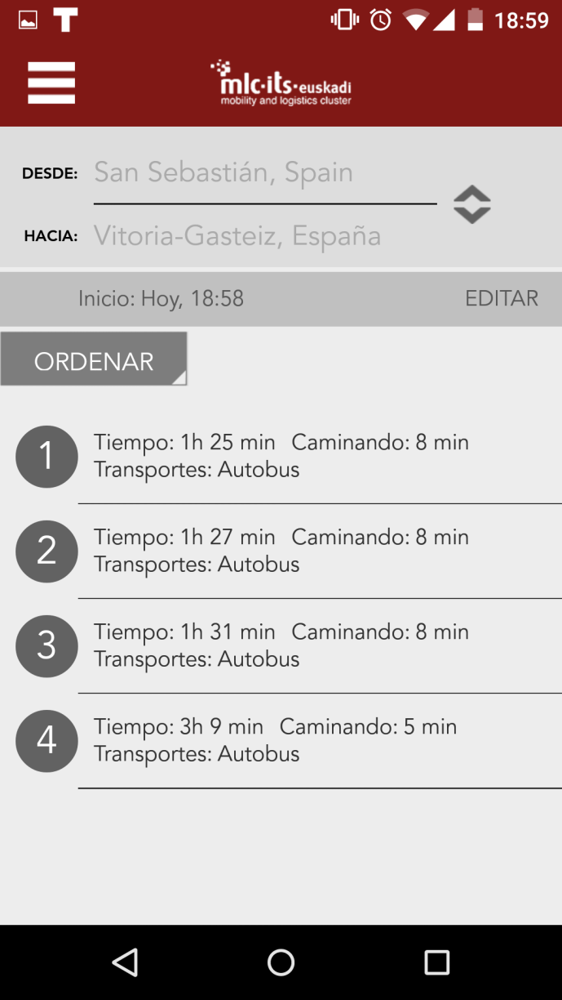 18:59
mlc·its·euskadi
mobility and logistics cluster
DESDE: San Sebastián, Spain
HACIA: Vitoria-Gasteiz, España
Inicio: Hoy, 18:58 EDITAR
ORDENAR
1 Tiempo: 1h 25 min Caminando: 8 min
Transportes: Autobus
2 Tiempo: 1h 27 min Caminando: 8 min
Transportes: Autobus
3 Tiempo: 1h 31 min Caminando: 8 min
Transportes: Autobus
4 Tiempo: 3h 9 min Caminando: 5 min
Transportes: Autobus